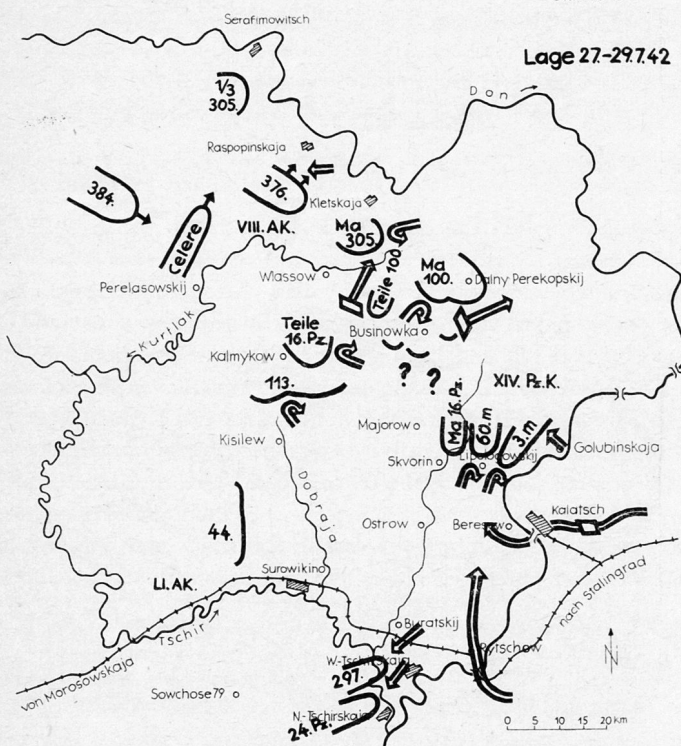 Serafimowitsch
Lage 27.-29.7.42
1/3
305.
Don
Raspopinskaja
384.
376.
Kletskaja
Celere
VIII. AK.
Ma
305.
Ma
100.
Wlassow
Teile 100
Dalny Perekopskij
Perelasowskij
Kurtlak
Teile
16. Pz.
Businowka
Kalmykow
? ?
113.
XIV. Pz. K.
Ma 16. Pz.
60. m
3. m
Majorow
Kisilew
Golubinskaja
Skvorin
Lipologowskij
Dobraja
44.
Ostrow
Kalatsch
Surowikino
LI. AK.
nach Stalingrad
Tschir
Buratskij
Rytschow
von Morosowskaja
W.-Tschirskaja
297.
Sowchose 79
N.-Tschirskaja
24. Pz.
N
0 5 10 15 20 km